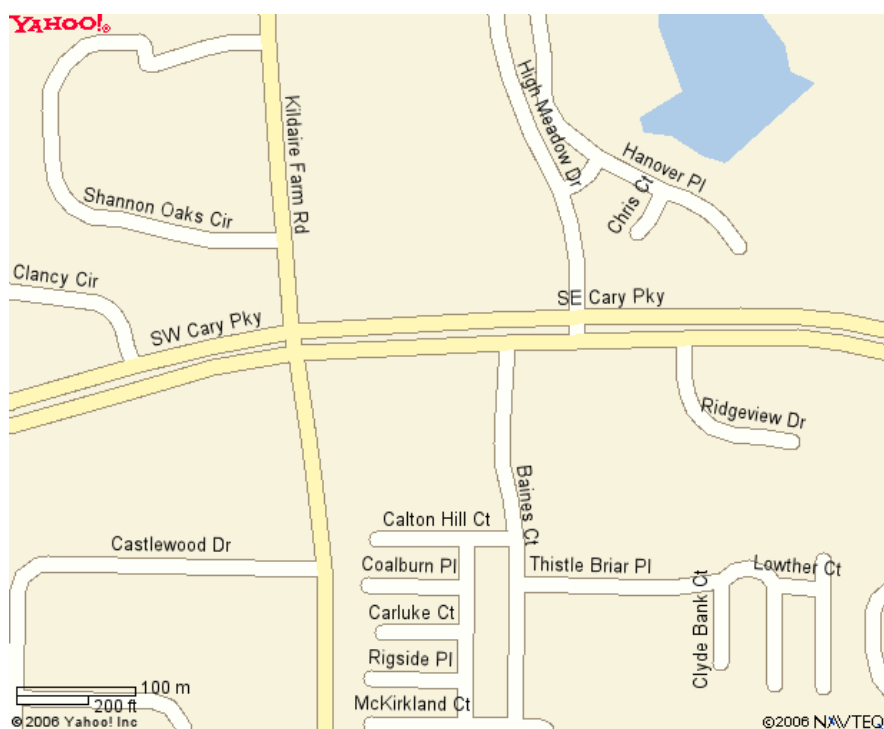 YAHOO!®
Kildaire Farm Rd
High Meadow Dr
Hanover Pl
Chris Ct
Shannon Oaks Cir
Clancy Cir
SW Cary Pky
SE Cary Pky
Ridgeview Dr
Baines Ct
Calton Hill Ct
Castlewood Dr
Coalburn Pl
Thistle Briar Pl
Lowther Ct
Clyde Bank Ct
Carluke Ct
Rigside Pl
McKirkland Ct
100 m
200 ft
©2006 Yahoo! Inc
©2006 NAVTEQ